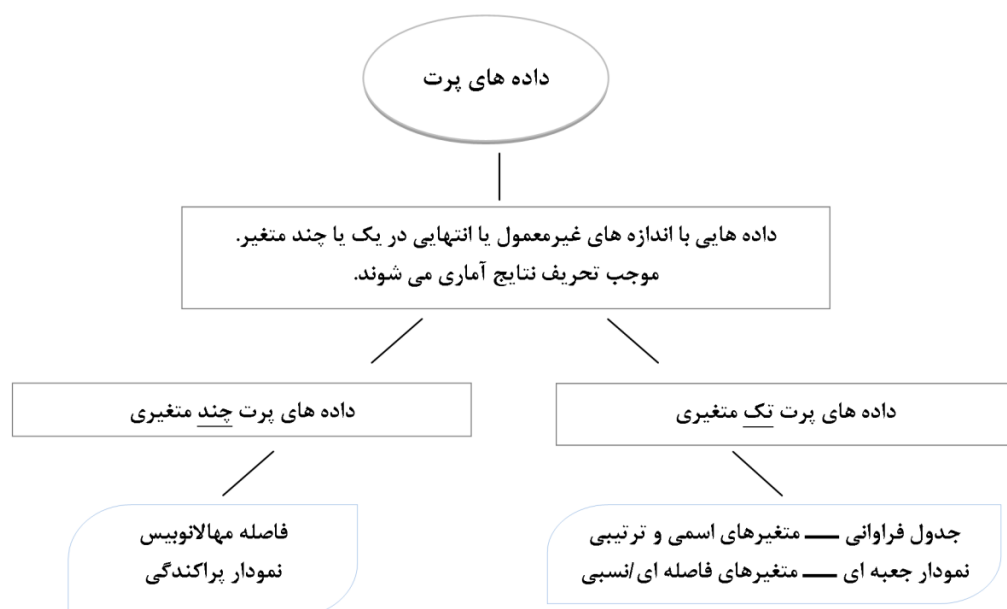 داده های پرت
داده هایی با اندازه های غیرمعمول یا انتهایی در یک یا چند متغیر.
موجب تحریف نتایج آماری می شوند.
داده های پرت تک متغیری
داده های پرت چند متغیری
جدول فراوانی ـــــ متغیرهای اسمی و ترتیبی
نمودار جعبه ای ـــــ متغیرهای فاصله ای/نسبی
فاصله مهالانوبیس
نمودار پراکندگی